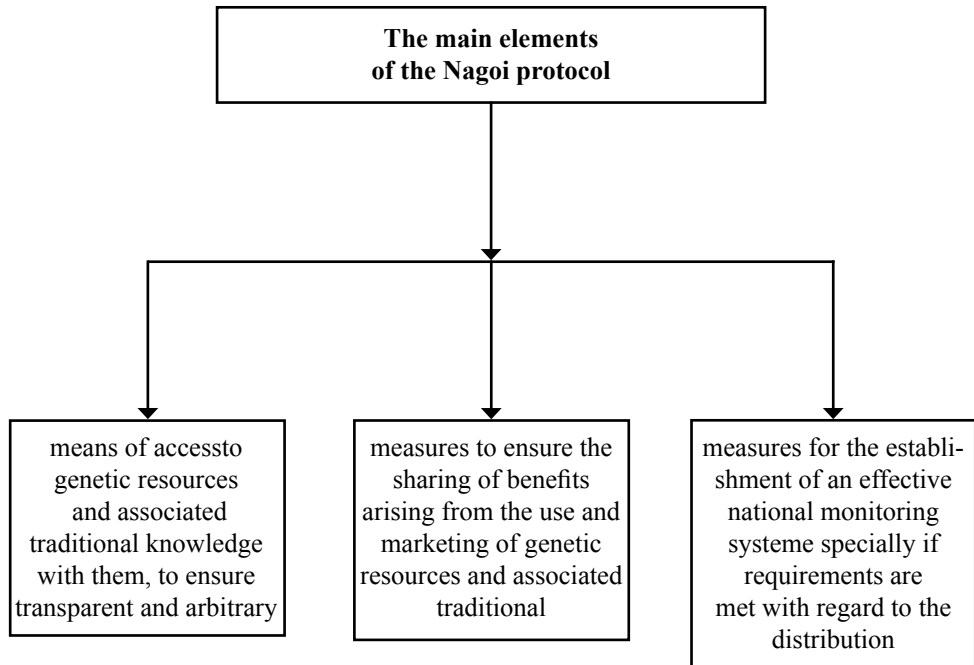 The main elements
of the Nagoi protocol
means of accessto
genetic resources
and associated
traditional knowledge
with them, to ensure
transparent and arbitrary
measures to ensure the
sharing of benefits
arising from the use and
marketing of genetic
resources and associated
traditional
measures for the establi-
shment of an effective
national monitoring
systeme specially if
requirements are
met with regard to the
distribution